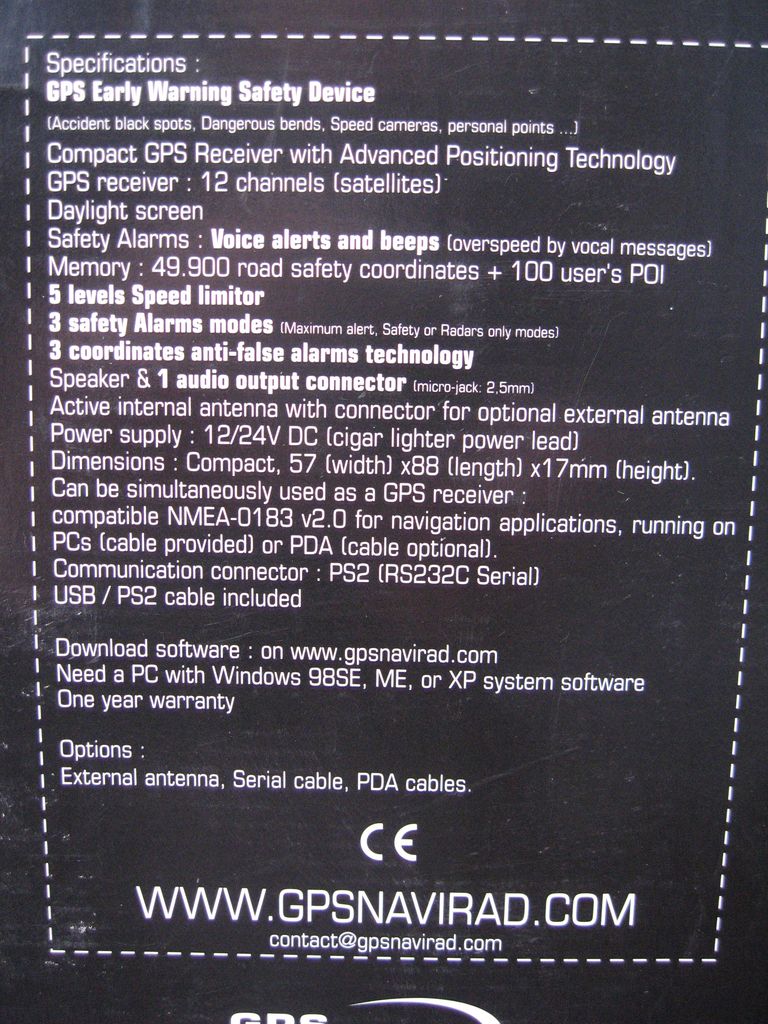 Specifications :
GPS Early Warning Safety Device
(Accident black spots, Dangerous bends, Speed cameras, personal points ...)
Compact GPS Receiver with Advanced Positioning Technology
GPS receiver : 12 channels (satellites)
Daylight screen
Safety Alarms : Voice alerts and beeps (overspeed by vocal messages)
Memory : 49.900 road safety coordinates + 100 user's POI
5 levels Speed limitor
3 safety Alarms modes (Maximum alert, Safety or Radars only modes)
3 coordinates anti-false alarms technology
Speaker & 1 audio output connector (micro-jack: 2,5mm)
Active internal antenna with connector for optional external antenna
Power supply : 12/24V DC (cigar lighter power lead)
Dimensions : Compact, 57 (width) x88 (length) x17mm (height).
Can be simultaneously used as a GPS receiver :
compatible NMEA-0183 v2.0 for navigation applications, running on
PCs (cable provided) or PDA (cable optional).
Communication connector : PS2 (RS232C Serial)
USB / PS2 cable included
Download software : on www.gpsnavirad.com
Need a PC with Windows 98SE, ME, or XP system software
One year warranty
Options :
External antenna, Serial cable, PDA cables.
CE
WWW.GPSNAVIRAD.COM
contact@gpsnavirad.com
GPS